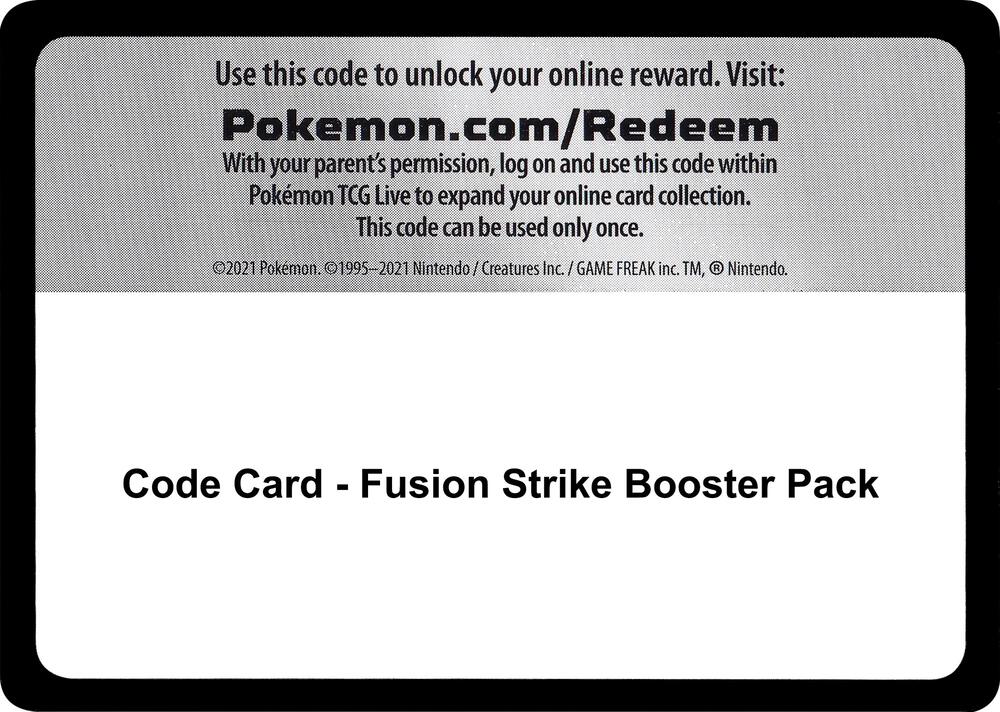 Use this code to unlock your online reward. Visit:
Pokemon.com/Redeem
With your parent's permission, log on and use this code within
Pokémon TCG Live to expand your online card collection.
This code can be used only once.
©2021 Pokémon. ©1995–2021 Nintendo / Creatures Inc. / GAME FREAK inc. TM, ® Nintendo.
Code Card - Fusion Strike Booster Pack